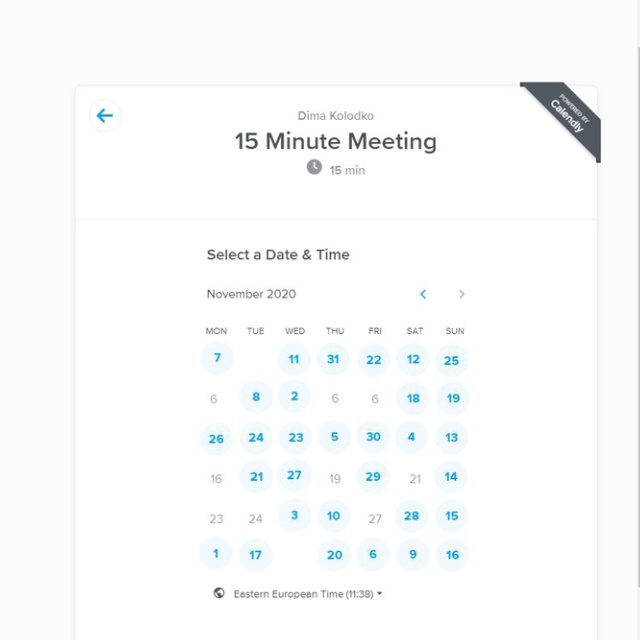 POWERED BY
Calendly
Dima Kolodko
15 Minute Meeting
15 min
Select a Date & Time
November 2020
MON TUE WED THU FRI SAT SUN
7 11 31 22 12 25
6 8 2 6 6 18 19
26 24 23 5 30 4 13
16 21 27 19 29 21 14
23 24 3 10 27 28 15
1 17 20 6 9 16
Eastern European Time (11:38)